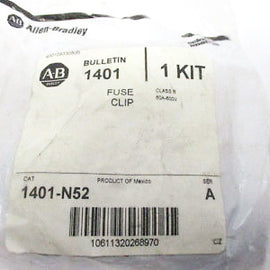 AB Allen-Bradley
AB
BULLETIN
1401
1 KIT
FUSE
CLIP
CLASS R
60A-600V
CAT
PRODUCT OF Mexico
SER
1401-N52
A
10611320268970